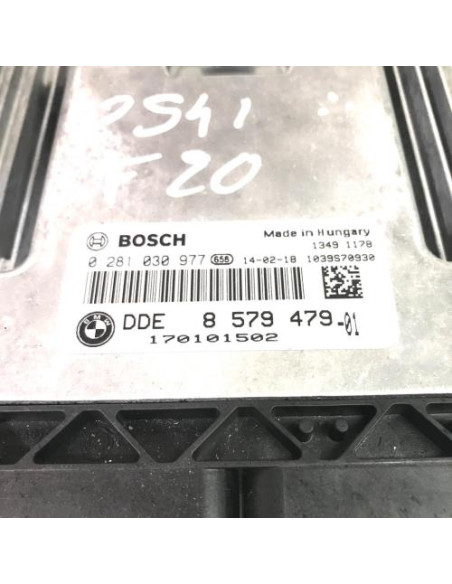 F20
BOSCH
Made in Hungary
1349 1178
0 281 030 977 658 14-02-18 1039S70930
BMW
DDE 8 579 479-01
170101502